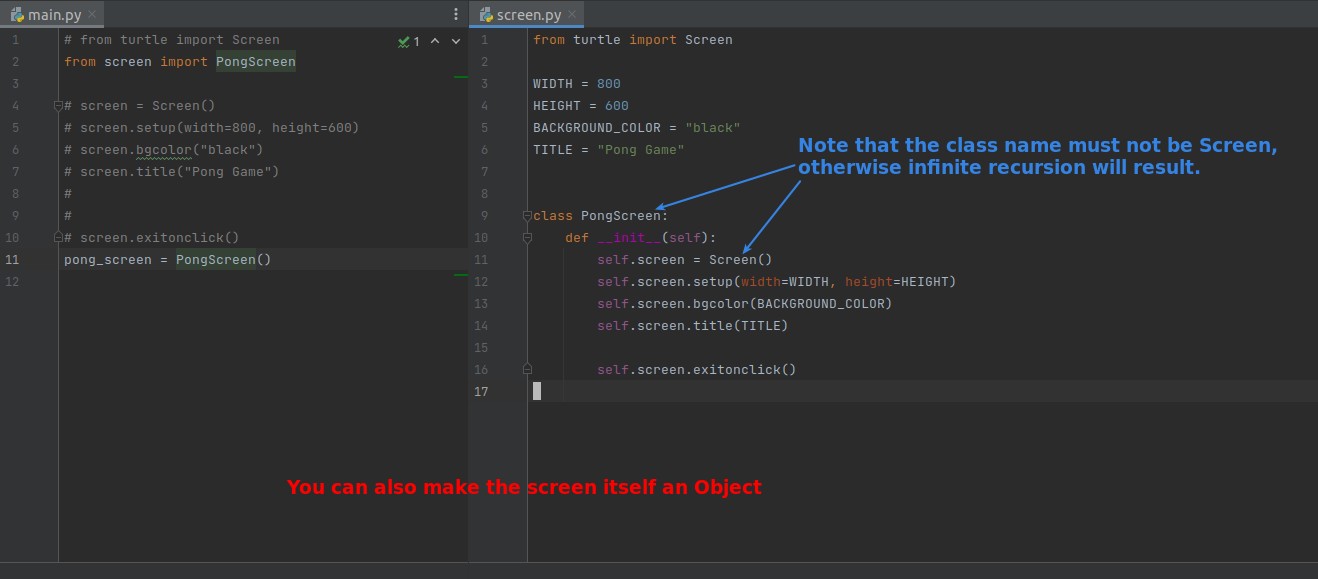 main.py
1 # from turtle import Screen
2 from screen import PongScreen
3
4 # screen = Screen()
5 # screen.setup(width=800, height=600)
6 # screen.bgcolor("black")
7 # screen.title("Pong Game")
8 #
9 #
10 # screen.exitonclick()
11 pong_screen = PongScreen()
12
1
screen.py
1 from turtle import Screen
2
3 WIDTH = 800
4 HEIGHT = 600
5 BACKGROUND_COLOR = "black"
6 TITLE = "Pong Game"
7
8
9 class PongScreen:
10 def __init__(self):
11 self.screen = Screen()
12 self.screen.setup(width=WIDTH, height=HEIGHT)
13 self.screen.bgcolor(BACKGROUND_COLOR)
14 self.screen.title(TITLE)
15
16 self.screen.exitonclick()
17
Note that the class name must not be Screen,
otherwise infinite recursion will result.
You can also make the screen itself an Object